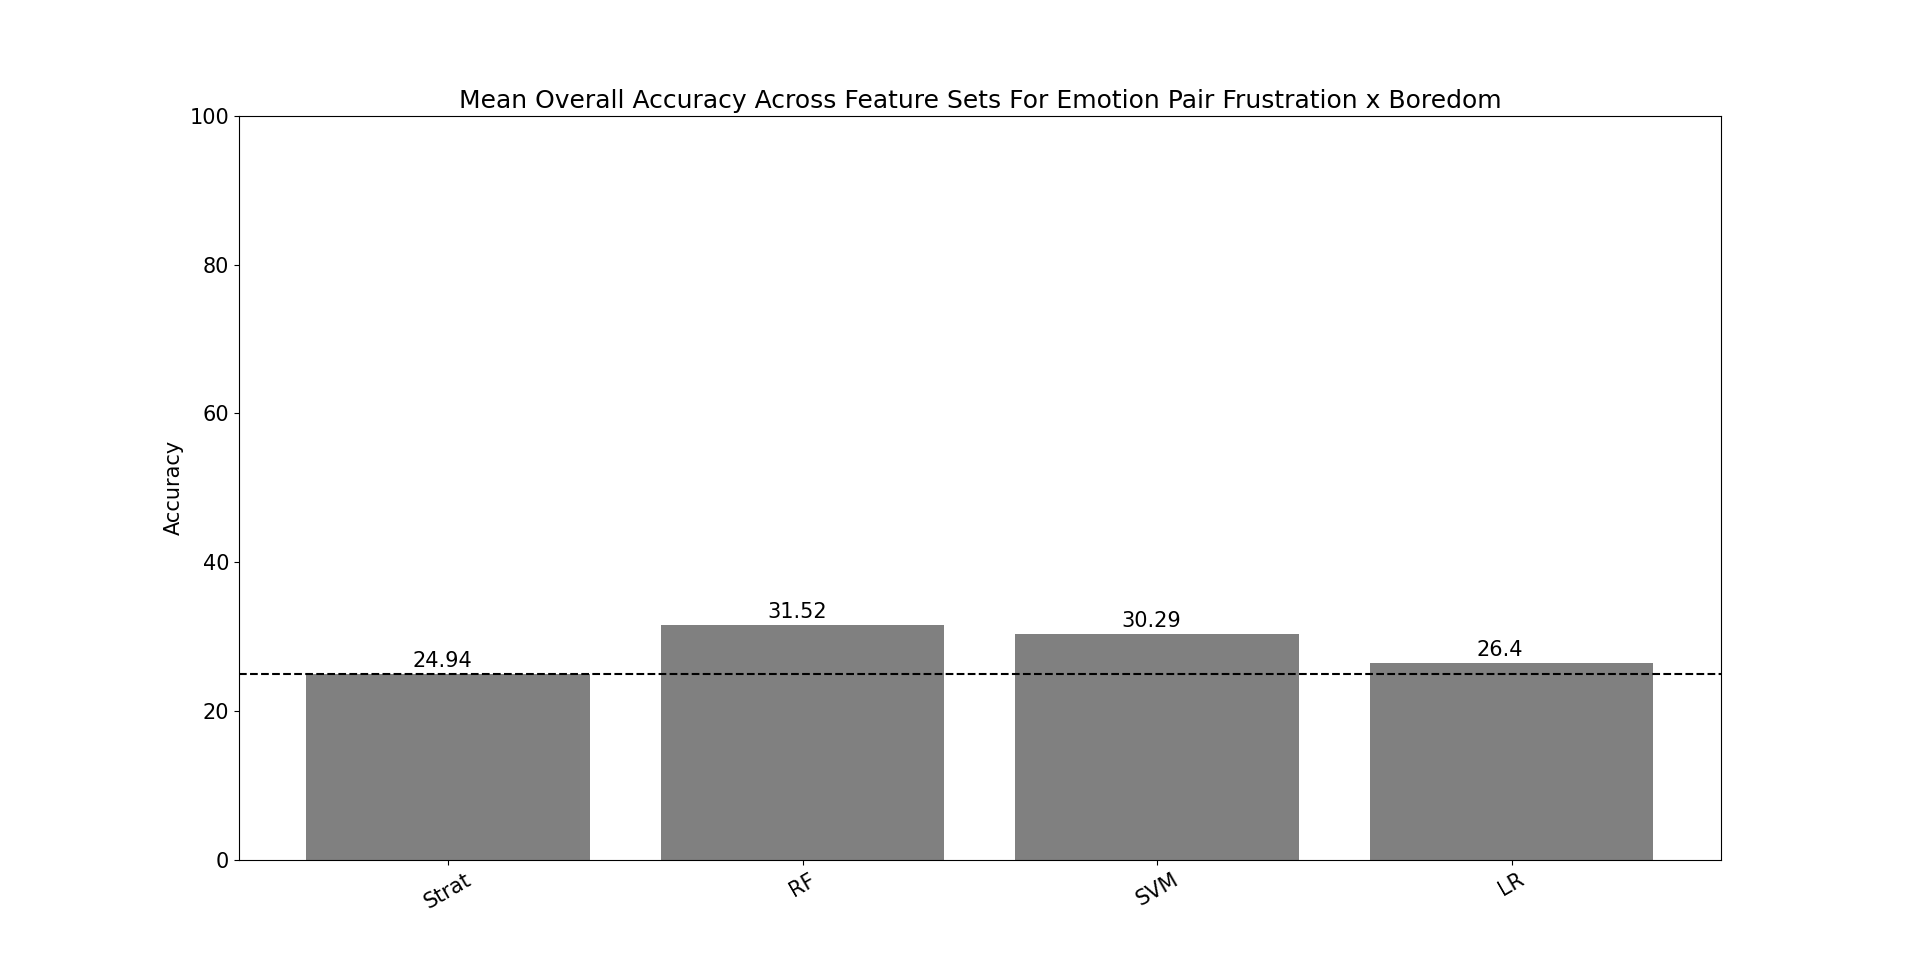 Mean Overall Accuracy Across Feature Sets For Emotion Pair Frustration x Boredom
100
80
60
40
20
0
Accuracy
24.94
31.52
30.29
26.4
Strat
RF
SVM
LR